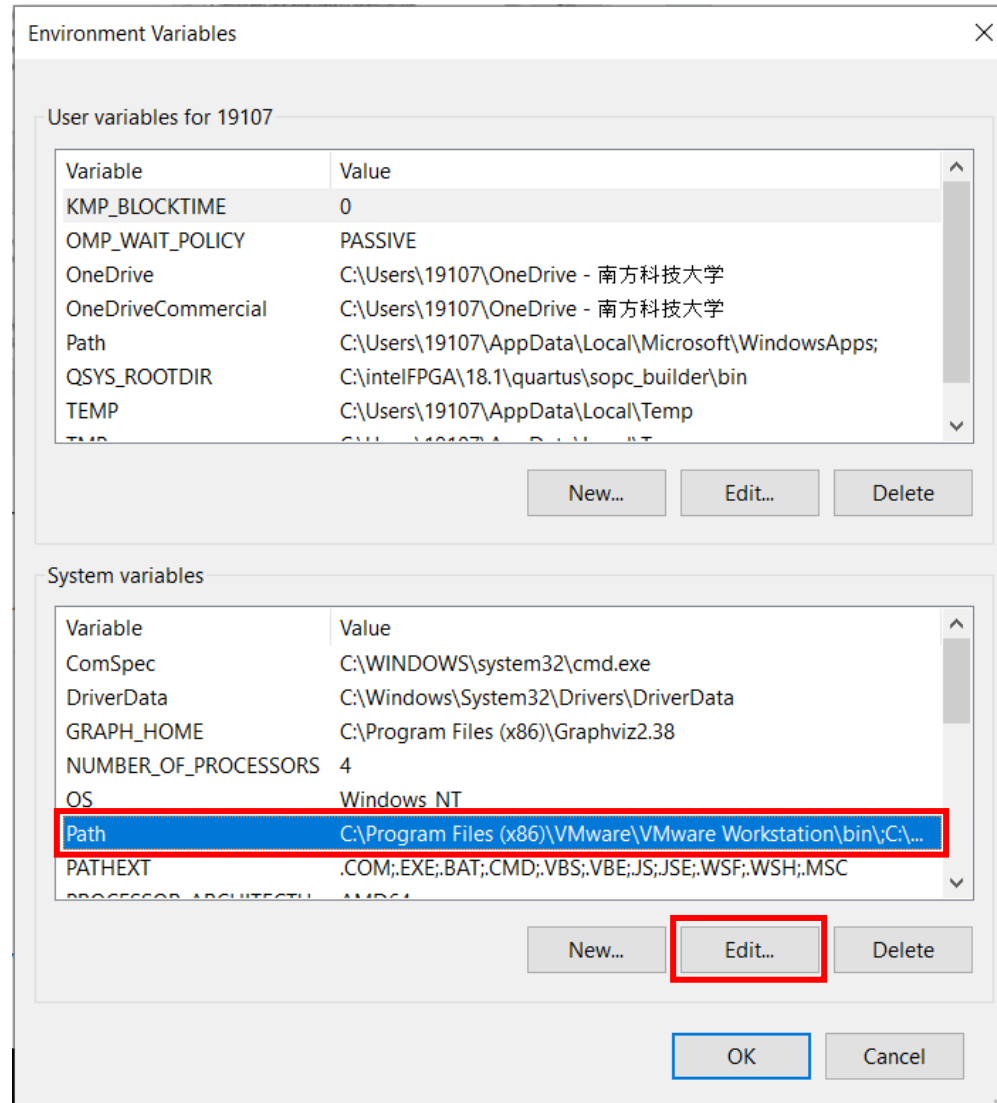 Environment Variables
User variables for 19107
Variable Value
KMP_BLOCKTIME 0
OMP_WAIT_POLICY PASSIVE
OneDrive C:\Users\19107\OneDrive - 南方科技大学
OneDriveCommercial C:\Users\19107\OneDrive - 南方科技大学
Path C:\Users\19107\AppData\Local\Microsoft\WindowsApps;
QSYS_ROOTDIR C:\intelFPGA\18.1\quartus\sopc_builder\bin
TEMP C:\Users\19107\AppData\Local\Temp
New... Edit... Delete
System variables
Variable Value
ComSpec C:\WINDOWS\system32\cmd.exe
DriverData C:\Windows\System32\Drivers\DriverData
GRAPH_HOME C:\Program Files (x86)\Graphviz2.38
NUMBER_OF_PROCESSORS 4
OS Windows_NT
Path C:\Program Files (x86)\VMware\VMware Workstation\bin\;C:\...
PATHEXT .COM;.EXE;.BAT;.CMD;.VBS;.VBE;.JS;.JSE;.WSF;.WSH;.MSC
New... Edit... Delete
OK Cancel